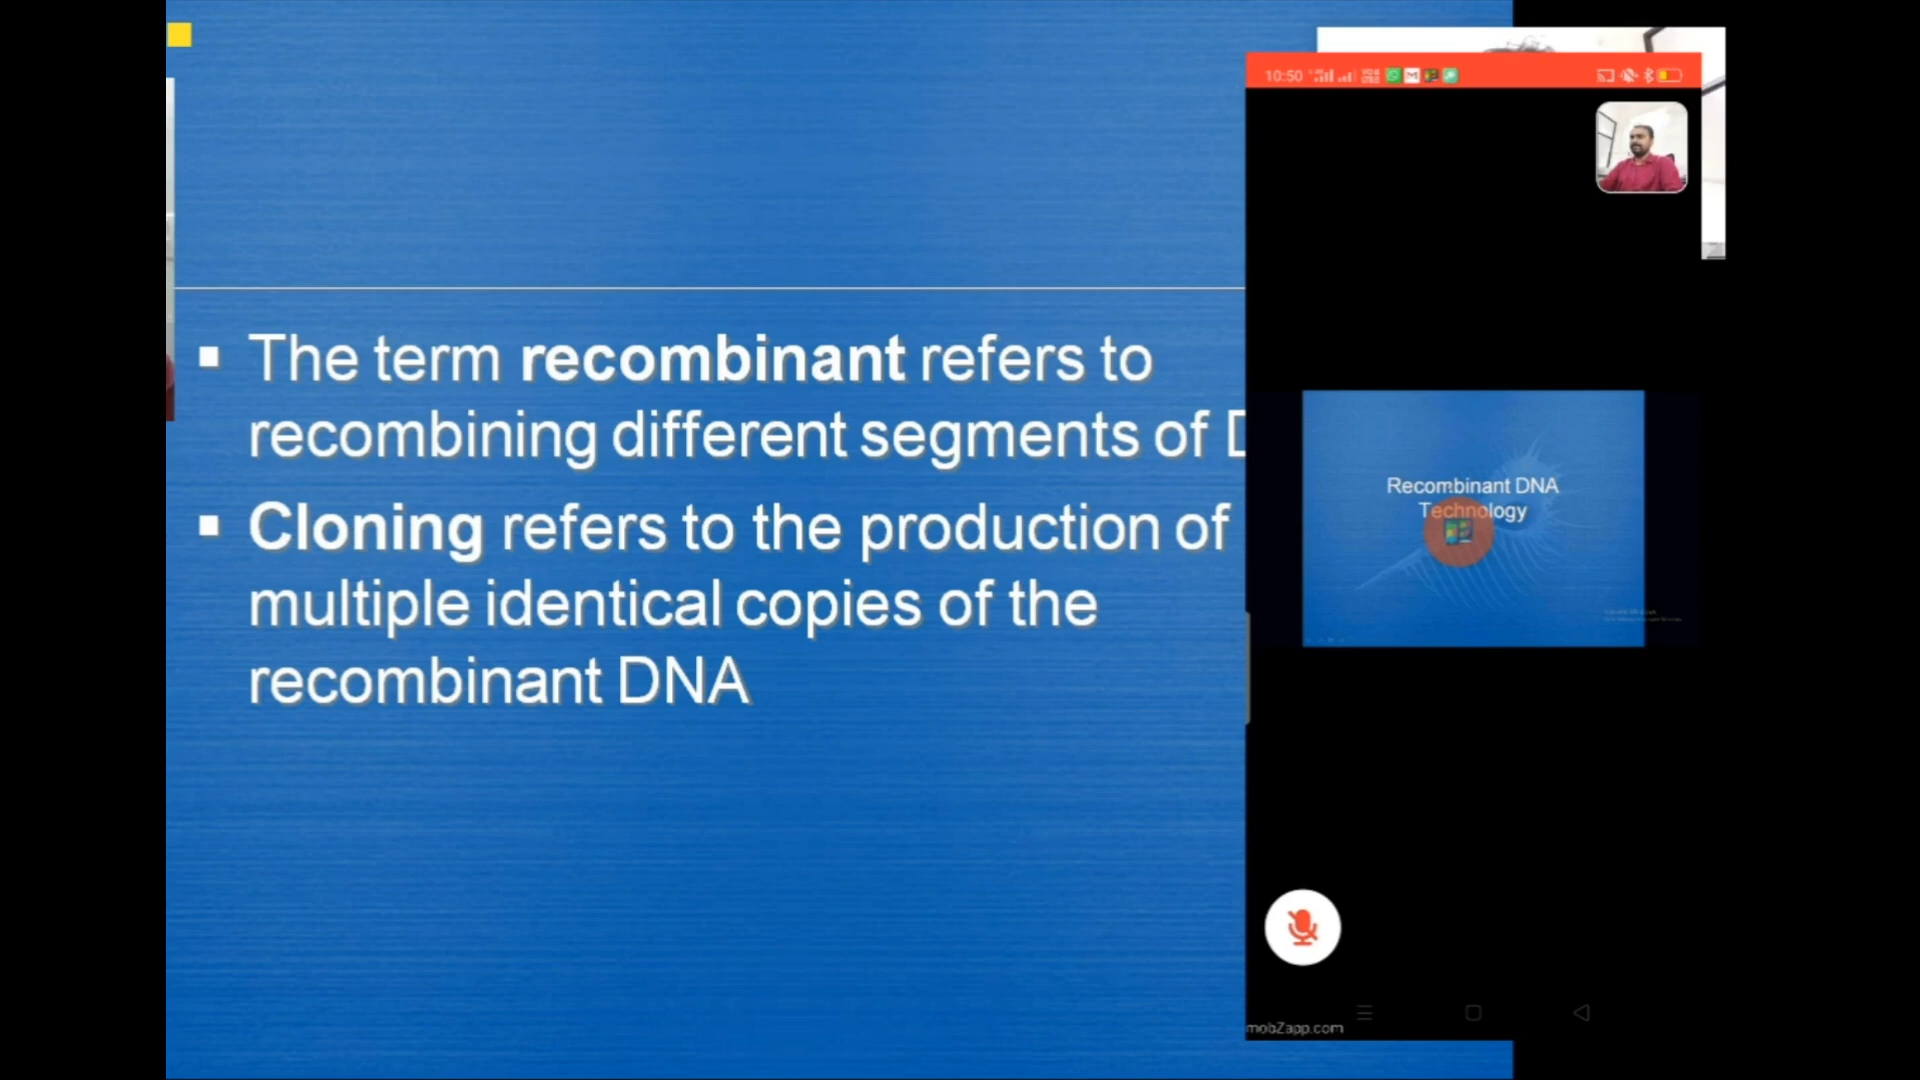 The term recombinant refers to
recombining different segments of
Cloning refers to the production of
multiple identical copies of the
recombinant DNA
10:50
Recombinant DNA
Technology
mobZapp.com